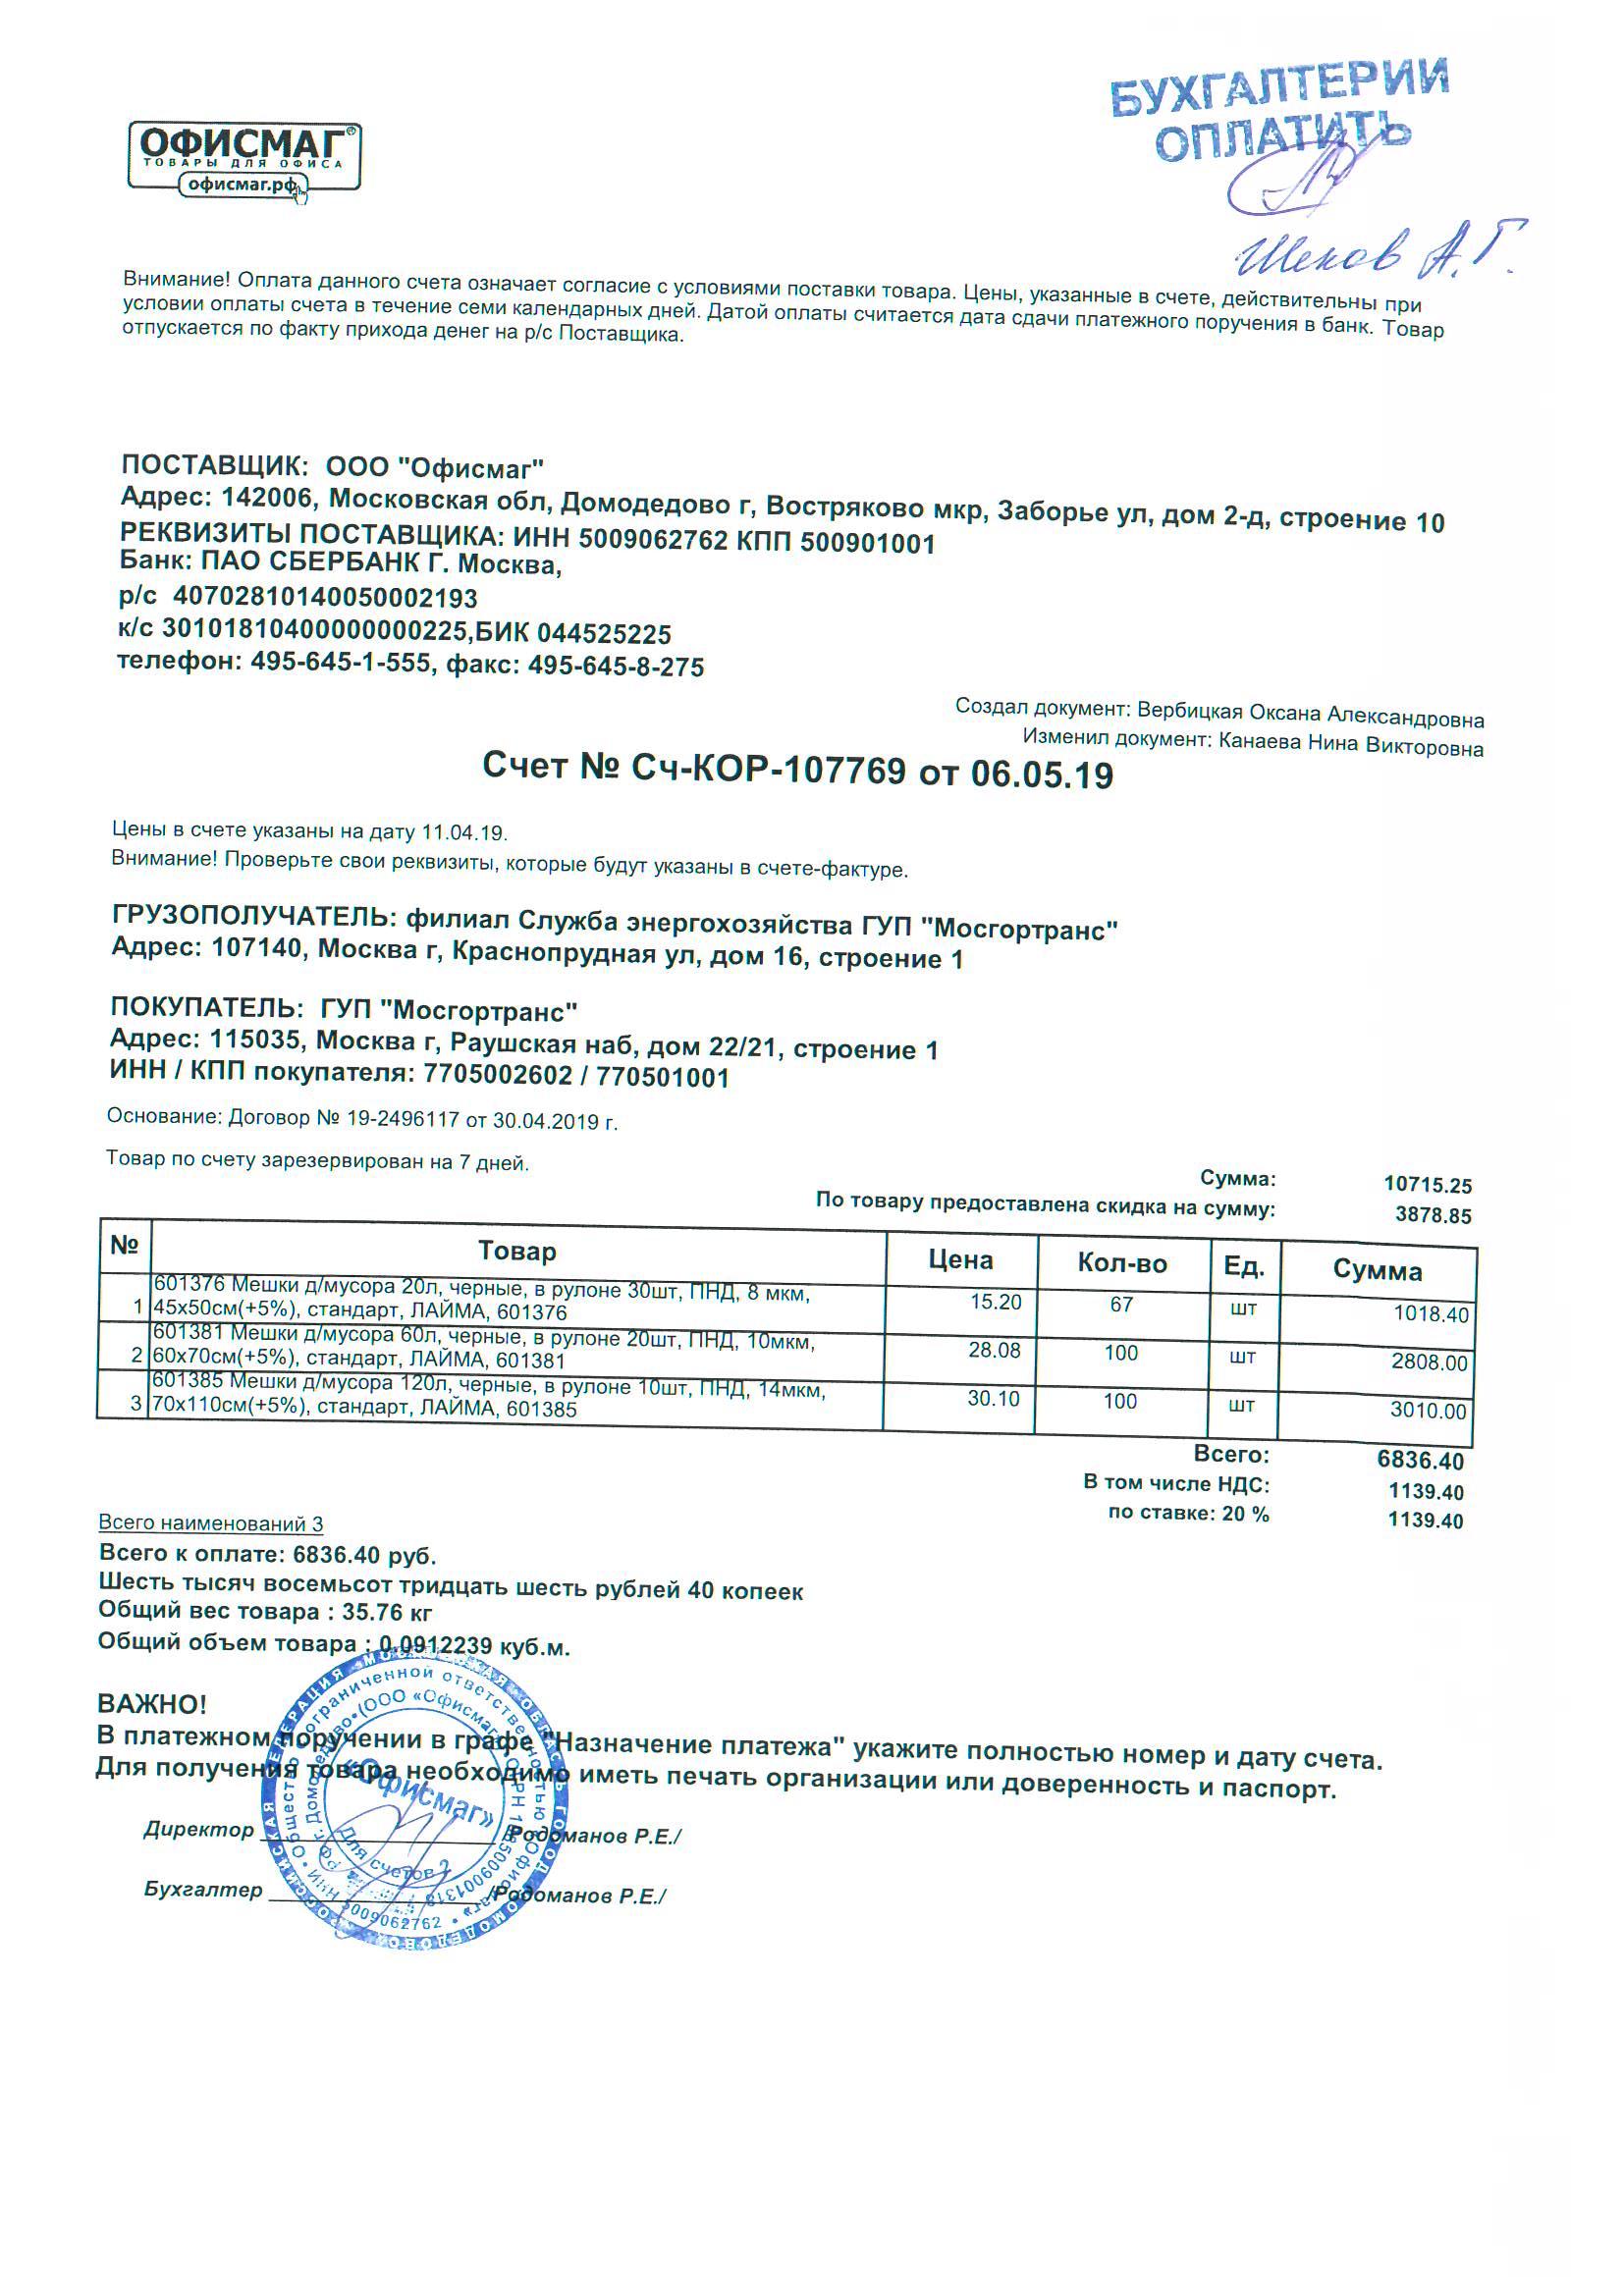 БУХГАЛТЕРИИ
ОПЛАТИТЬ
ОФИСМАГ®
ТОВАРЫ ДЛЯ ОФИСА
офисмаг.рф
Шеков А.Г.
Внимание! Оплата данного счета означает согласие с условиями поставки товара. Цены, указанные в счете, действительны при
условии оплаты счета в течение семи календарных дней. Датой оплаты считается дата сдачи платежного поручения в банк. Товар
отпускается по факту прихода денег на р/с Поставщика.
ПОСТАВЩИК: ООО "Офисмаг"
Адрес: 142006, Московская обл, Домодедово г, Востряково мкр, Заборье ул, дом 2-д, строение 10
РЕКВИЗИТЫ ПОСТАВЩИКА: ИНН 5009062762 КПП 500901001
Банк: ПАО СБЕРБАНК Г. Москва,
р/с 40702810140050002193
к/с 30101810400000000225,БИК 044525225
телефон: 495-645-1-555, факс: 495-645-8-275
Создал документ: Вербицкая Оксана Александровна
Изменил документ: Канаева Нина Викторовна
Счет № Сч-КОР-107769 от 06.05.19
Цены в счете указаны на дату 11.04.19.
Внимание! Проверьте свои реквизиты, которые будут указаны в счете-фактуре.
ГРУЗОПОЛУЧАТЕЛЬ: филиал Служба энергохозяйства ГУП "Мосгортранс"
Адрес: 107140, Москва г, Краснопрудная ул, дом 16, строение 1
ПОКУПАТЕЛЬ: ГУП "Мосгортранс"
Адрес: 115035, Москва г, Раушская наб, дом 22/21, строение 1
ИНН / КПП покупателя: 7705002602 / 770501001
Основание: Договор № 19-2496117 от 30.04.2019 г.
Товар по счету зарезервирован на 7 дней.
Сумма: 10715.25
По товару предоставлена скидка на сумму: 3878.85
№ Товар Цена Кол-во Ед. Сумма
601376 Мешки д/мусора 20л, черные, в рулоне 30шт, ПНД, 8 мкм,
1 45х50см(+5%), стандарт, ЛАЙМА, 601376 15.20 67 шт 1018.40
601381 Мешки д/мусора 60л, черные, в рулоне 20шт, ПНД, 10мкм,
2 60х70см(+5%), стандарт, ЛАЙМА, 601381 28.08 100 шт 2808.00
601385 Мешки д/мусора 120л, черные, в рулоне 10шт, ПНД, 14мкм,
3 70х110см(+5%), стандарт, ЛАЙМА, 601385 30.10 100 шт 3010.00
Всего: 6836.40
В том числе НДС: 1139.40
по ставке: 20 % 1139.40
Всего наименований 3
Всего к оплате: 6836.40 руб.
Шесть тысяч восемьсот тридцать шесть рублей 40 копеек
Общий вес товара : 35.76 кг
Общий объем товара : 0.0912239 куб.м.
ВАЖНО!
В платежном поручении в графе "Назначение платежа" укажите полностью номер и дату счета.
Для получения товара необходимо иметь печать организации или доверенность и паспорт.
Директор /Родоманов Р.Е./
Бухгалтер /Родоманов Р.Е./
«Офисмаг»
Для счетов 2
ИНН 5009062762